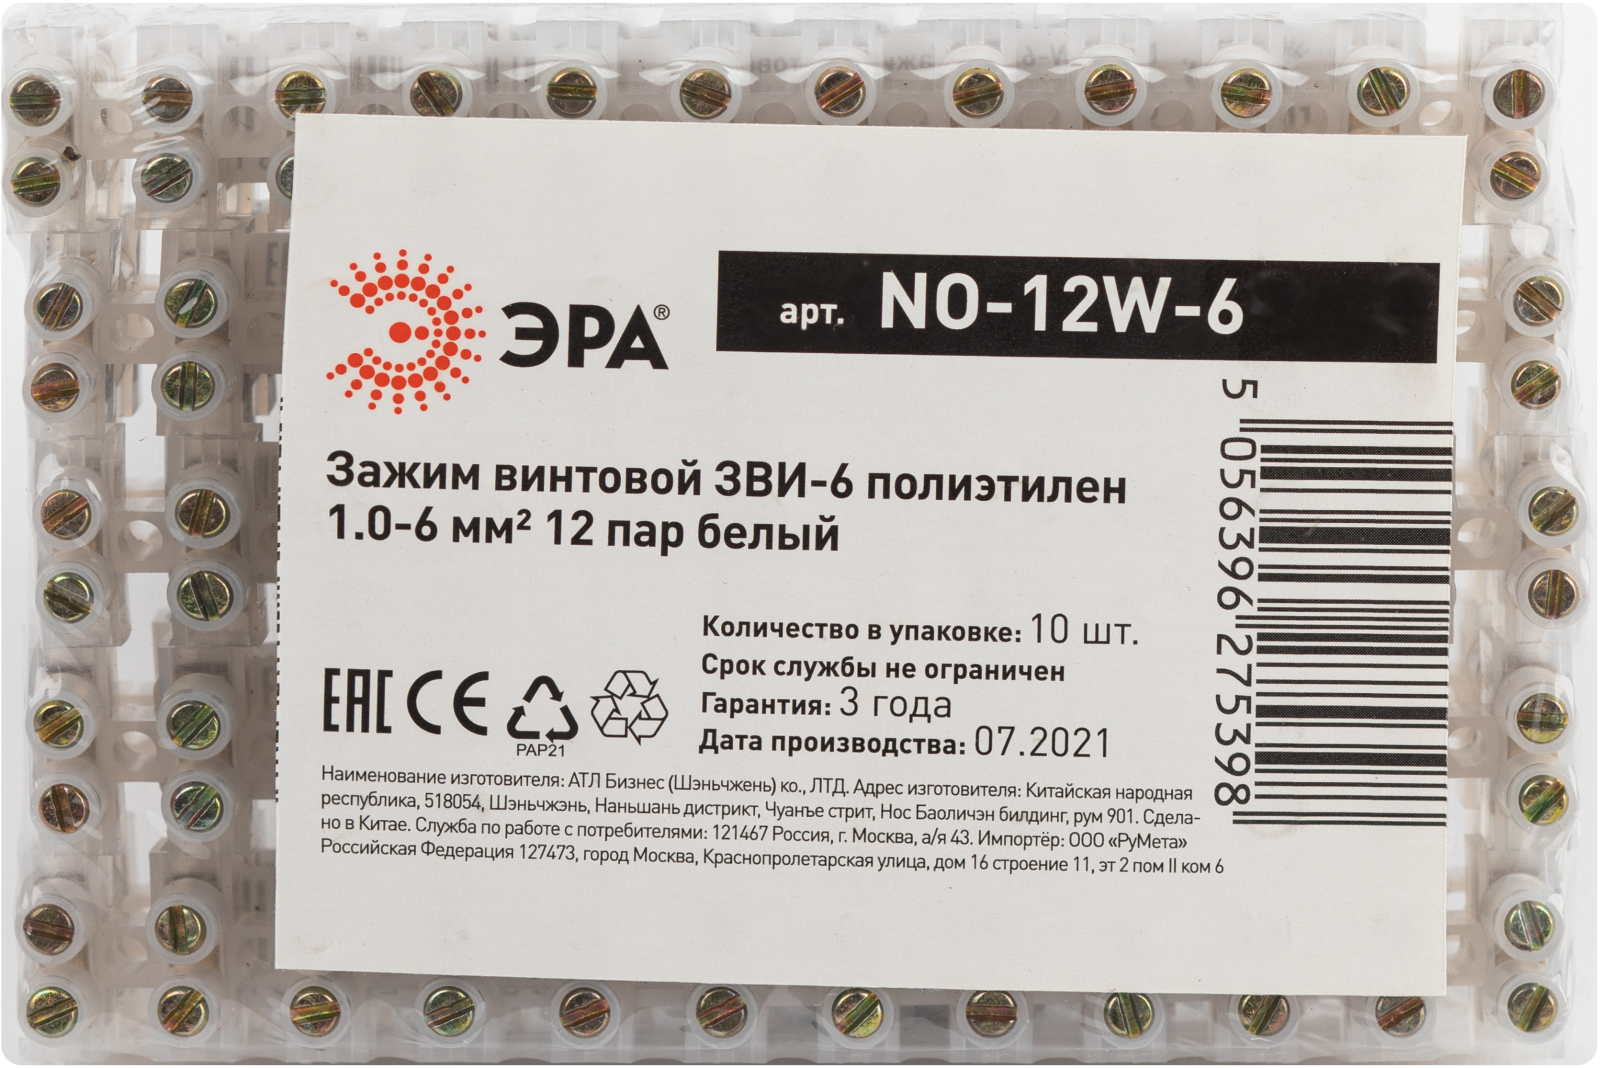 ЭРА®
арт. NO-12W-6
Зажим винтовой ЗВИ-6 полиэтилен
1.0-6 мм² 12 пар белый
Количество в упаковке: 10 шт.
Срок службы не ограничен
Гарантия: 3 года
Дата производства: 07.2021
EAC CE
PAP21
Наименование изготовителя: АТЛ Бизнес (Шэньчжень) ко., ЛТД. Адрес изготовителя: Китайская народная
республика, 518054, Шэньчжэнь, Наньшань дистрикт, Чуанъе стрит, Нос Баоличэн билдинг, рум 901. Сдела-
но в Китае. Служба по работе с потребителями: 121467 Россия, г. Москва, а/я 43. Импортёр: ООО «РуМета»
Российская Федерация 127473, город Москва, Краснопролетарская улица, дом 16 строение 11, эт 2 пом II ком 6
5 056396 275398